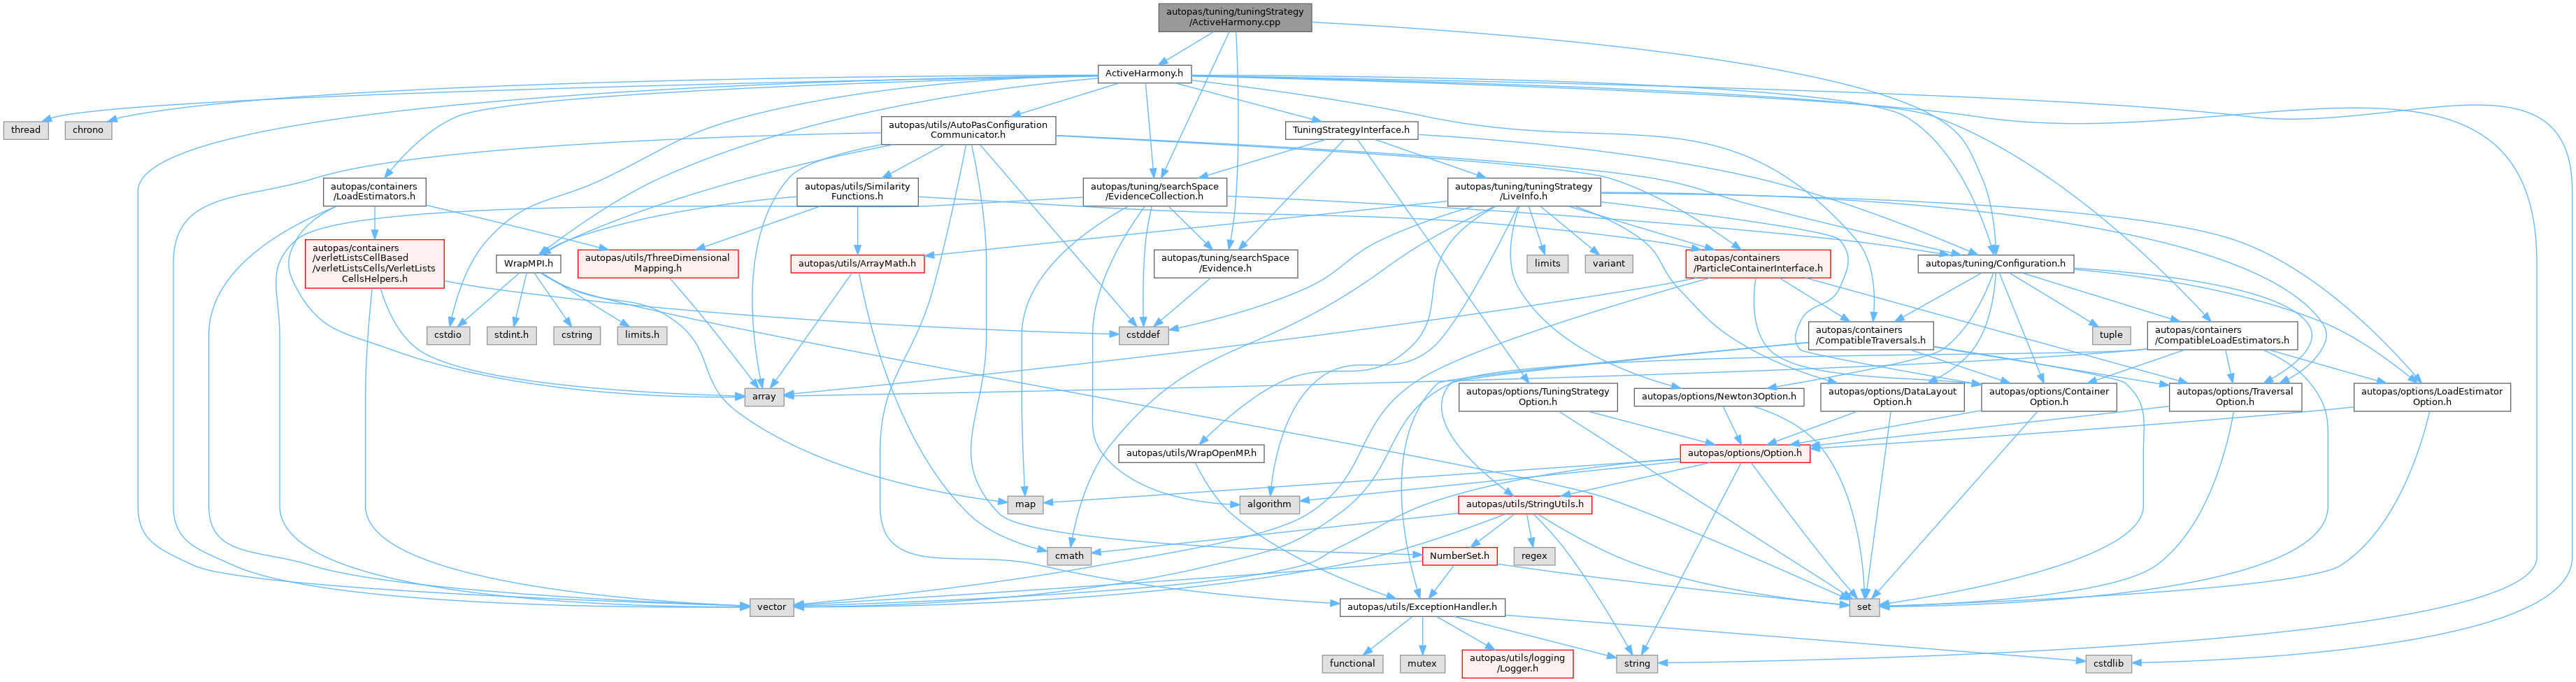 autopas/tuning/tuningStrategy
/ActiveHarmony.cpp
ActiveHarmony.h
thread
chrono
autopas/utils/AutoPasConfiguration
Communicator.h
TuningStrategyInterface.h
autopas/containers
/LoadEstimators.h
autopas/utils/Similarity
Functions.h
autopas/tuning/searchSpace
/EvidenceCollection.h
autopas/tuning/tuningStrategy
/LiveInfo.h
autopas/containers
/verletListsCellBased
/verletListsCells/VerletLists
CellsHelpers.h
WrapMPI.h
autopas/utils/ThreeDimensional
Mapping.h
autopas/utils/ArrayMath.h
autopas/tuning/searchSpace
/Evidence.h
limits
variant
autopas/containers
/ParticleContainerInterface.h
autopas/tuning/Configuration.h
cstdio
stdint.h
cstring
limits.h
cstddef
autopas/containers
/CompatibleTraversals.h
tuple
autopas/containers
/CompatibleLoadEstimators.h
array
autopas/options/TuningStrategy
Option.h
autopas/options/Newton3Option.h
autopas/options/DataLayout
Option.h
autopas/options/Container
Option.h
autopas/options/Traversal
Option.h
autopas/options/LoadEstimator
Option.h
autopas/utils/WrapOpenMP.h
autopas/options/Option.h
map
algorithm
autopas/utils/StringUtils.h
cmath
NumberSet.h
regex
vector
autopas/utils/ExceptionHandler.h
set
functional
mutex
autopas/utils/logging
/Logger.h
string
cstdlib